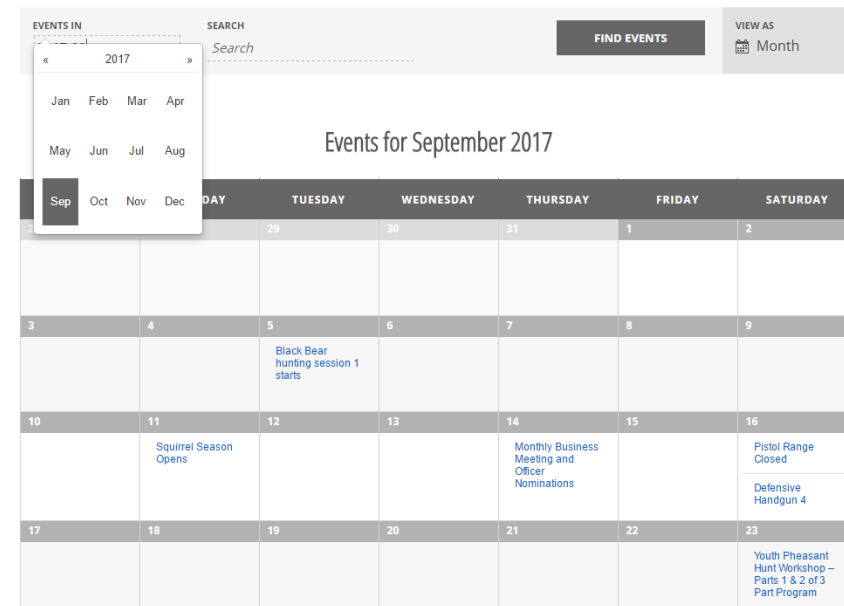 EVENTS IN
SEARCH
VIEW AS
Search
FIND EVENTS
Month
« 2017 »
Jan Feb Mar Apr
May Jun Jul Aug
Sep Oct Nov Dec
Events for September 2017
DAY TUESDAY WEDNESDAY THURSDAY FRIDAY SATURDAY
29 30 31 1 2
3 4 5 6 7 8 9
Black Bear
hunting session 1
starts
10 11 12 13 14 15 16
Squirrel Season
Opens
Monthly Business
Meeting and
Officer
Nominations
Pistol Range
Closed
Defensive
Handgun 4
17 18 19 20 21 22 23
Youth Pheasant
Hunt Workshop –
Parts 1 & 2 of 3
Part Program